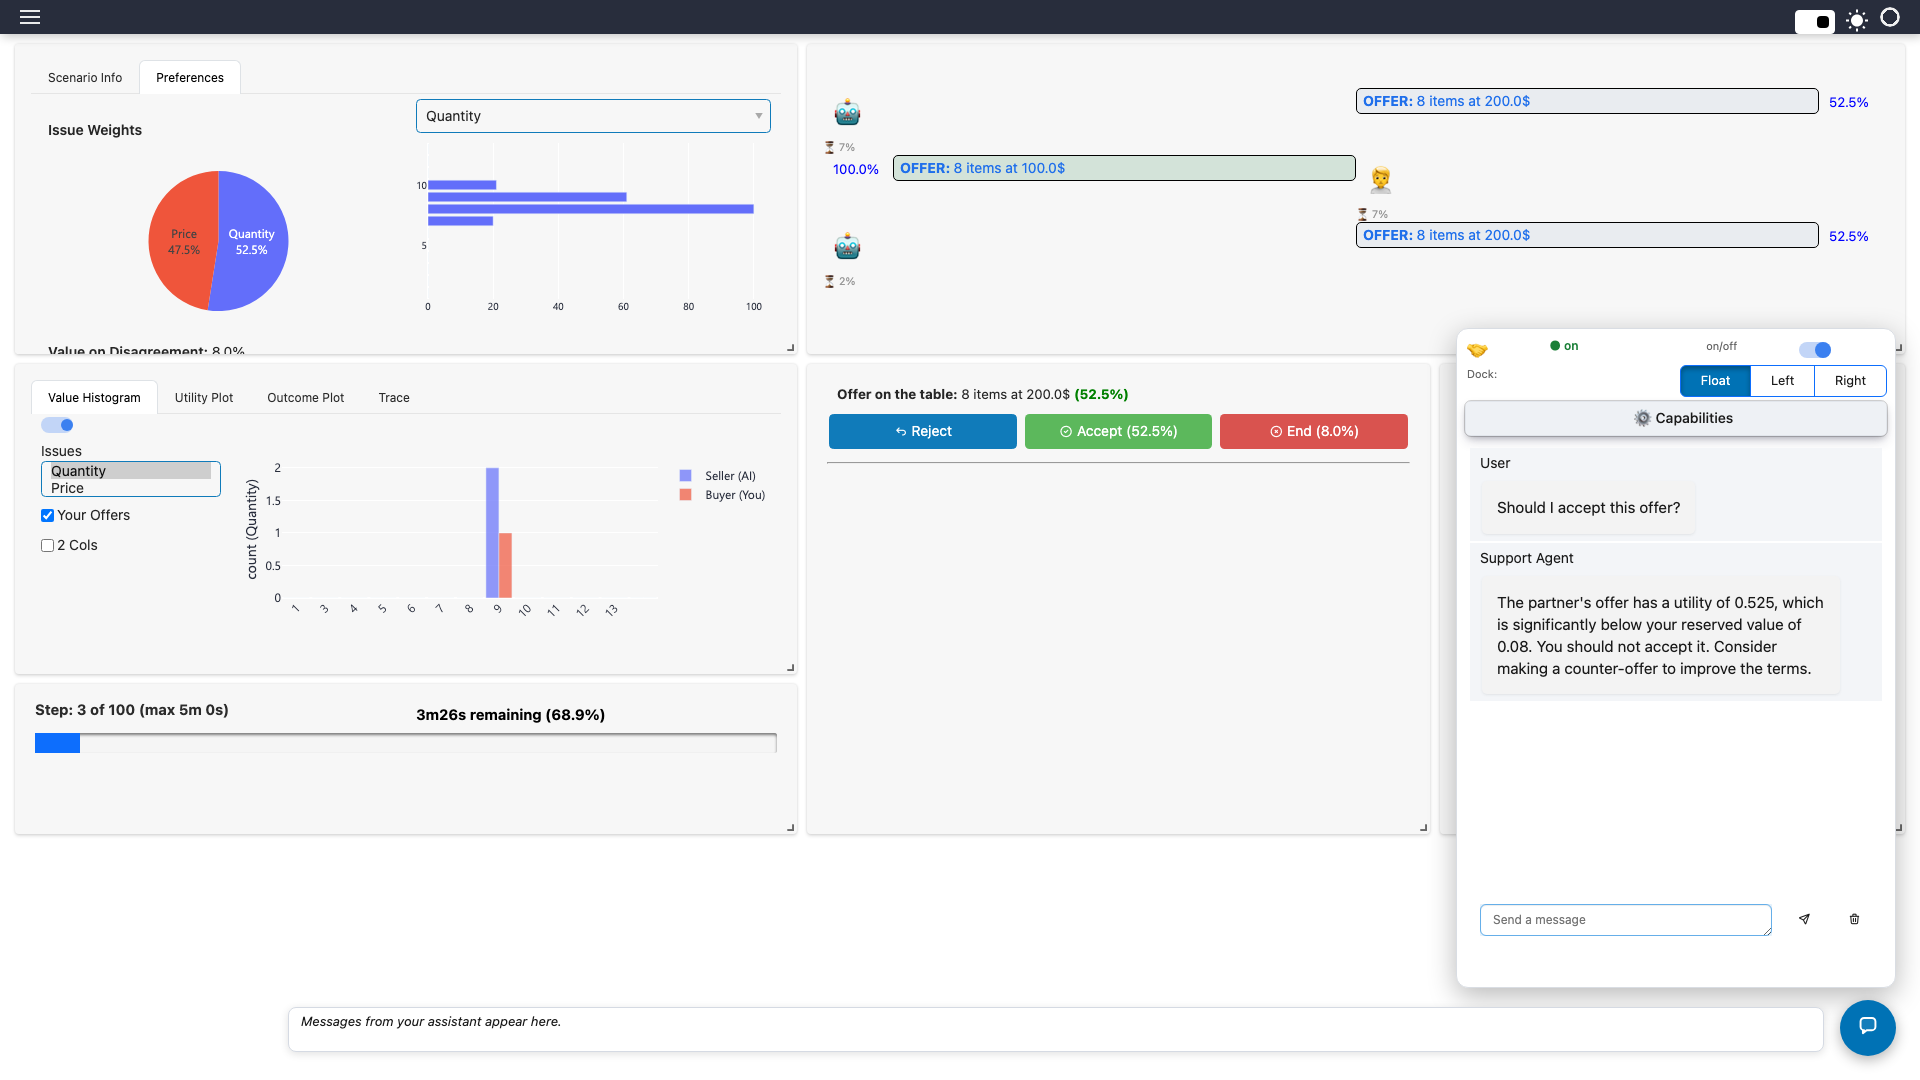 Scenario Info
Preferences
Issue Weights
Quantity
Price
47.5%
Quantity
52.5%
10
5
0
20
40
60
80
100
Value on Disagreement: 8.0%
OFFER: 8 items at 200.0$
52.5%
7%
100.0%
OFFER: 8 items at 100.0$
7%
OFFER: 8 items at 200.0$
52.5%
2%
Value Histogram
Utility Plot
Outcome Plot
Trace
Issues
Quantity
Price
Your Offers
2 Cols
count (Quantity)
2
1.5
1
0.5
0
1
3
4
5
6
7
8
9
10
11
12
13
Seller (AI)
Buyer (You)
Step: 3 of 100 (max 5m 0s)
3m26s remaining (68.9%)
Offer on the table: 8 items at 200.0$ (52.5%)
Reject
Accept (52.5%)
End (8.0%)
on
on/off
Dock:
Float
Left
Right
Capabilities
User
Should I accept this offer?
Support Agent
The partner's offer has a utility of 0.525, which
is significantly below your reserved value of
0.08. You should not accept it. Consider
making a counter-offer to improve the terms.
Send a message
Messages from your assistant appear here.